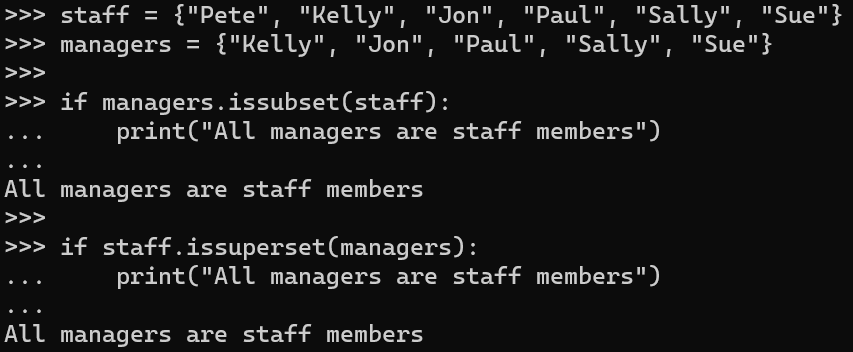 >>> staff = {"Pete", "Kelly", "Jon", "Paul", "Sally", "Sue"}
>>> managers = {"Kelly", "Jon", "Paul", "Sally", "Sue"}
>>>
>>> if managers.issubset(staff):
...     print("All managers are staff members")
...
All managers are staff members
>>>
>>> if staff.issuperset(managers):
...     print("All managers are staff members")
...
All managers are staff members